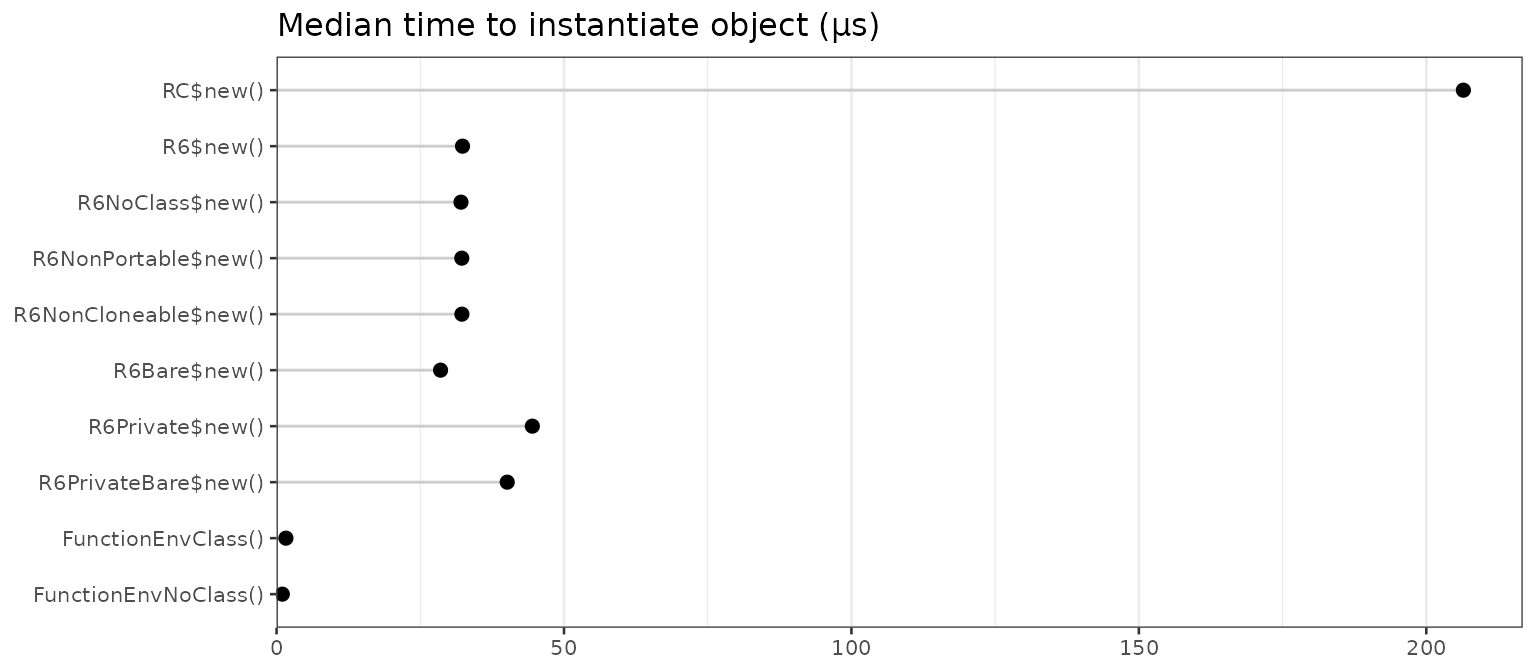 Median time to instantiate object (µs)
RC$new()
R6$new()
R6NoClass$new()
R6NonPortable$new()
R6NonCloneable$new()
R6Bare$new()
R6Private$new()
R6PrivateBare$new()
FunctionEnvClass()
FunctionEnvNoClass()
0 50 100 150 200